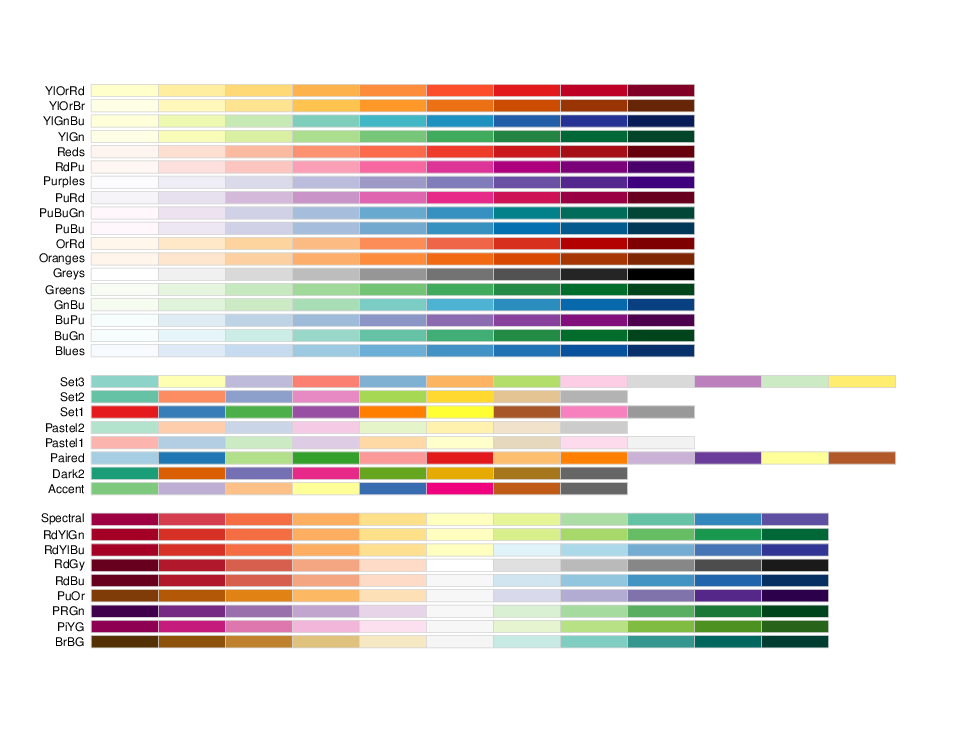 YlOrRd
YlOrBr
YlGnBu
YlGn
Reds
RdPu
Purples
PuRd
PuBuGn
PuBu
OrRd
Oranges
Greys
Greens
GnBu
BuPu
BuGn
Blues
Set3
Set2
Set1
Pastel2
Pastel1
Paired
Dark2
Accent
Spectral
RdYlGn
RdYlBu
RdGy
RdBu
PuOr
PRGn
PiYG
BrBG